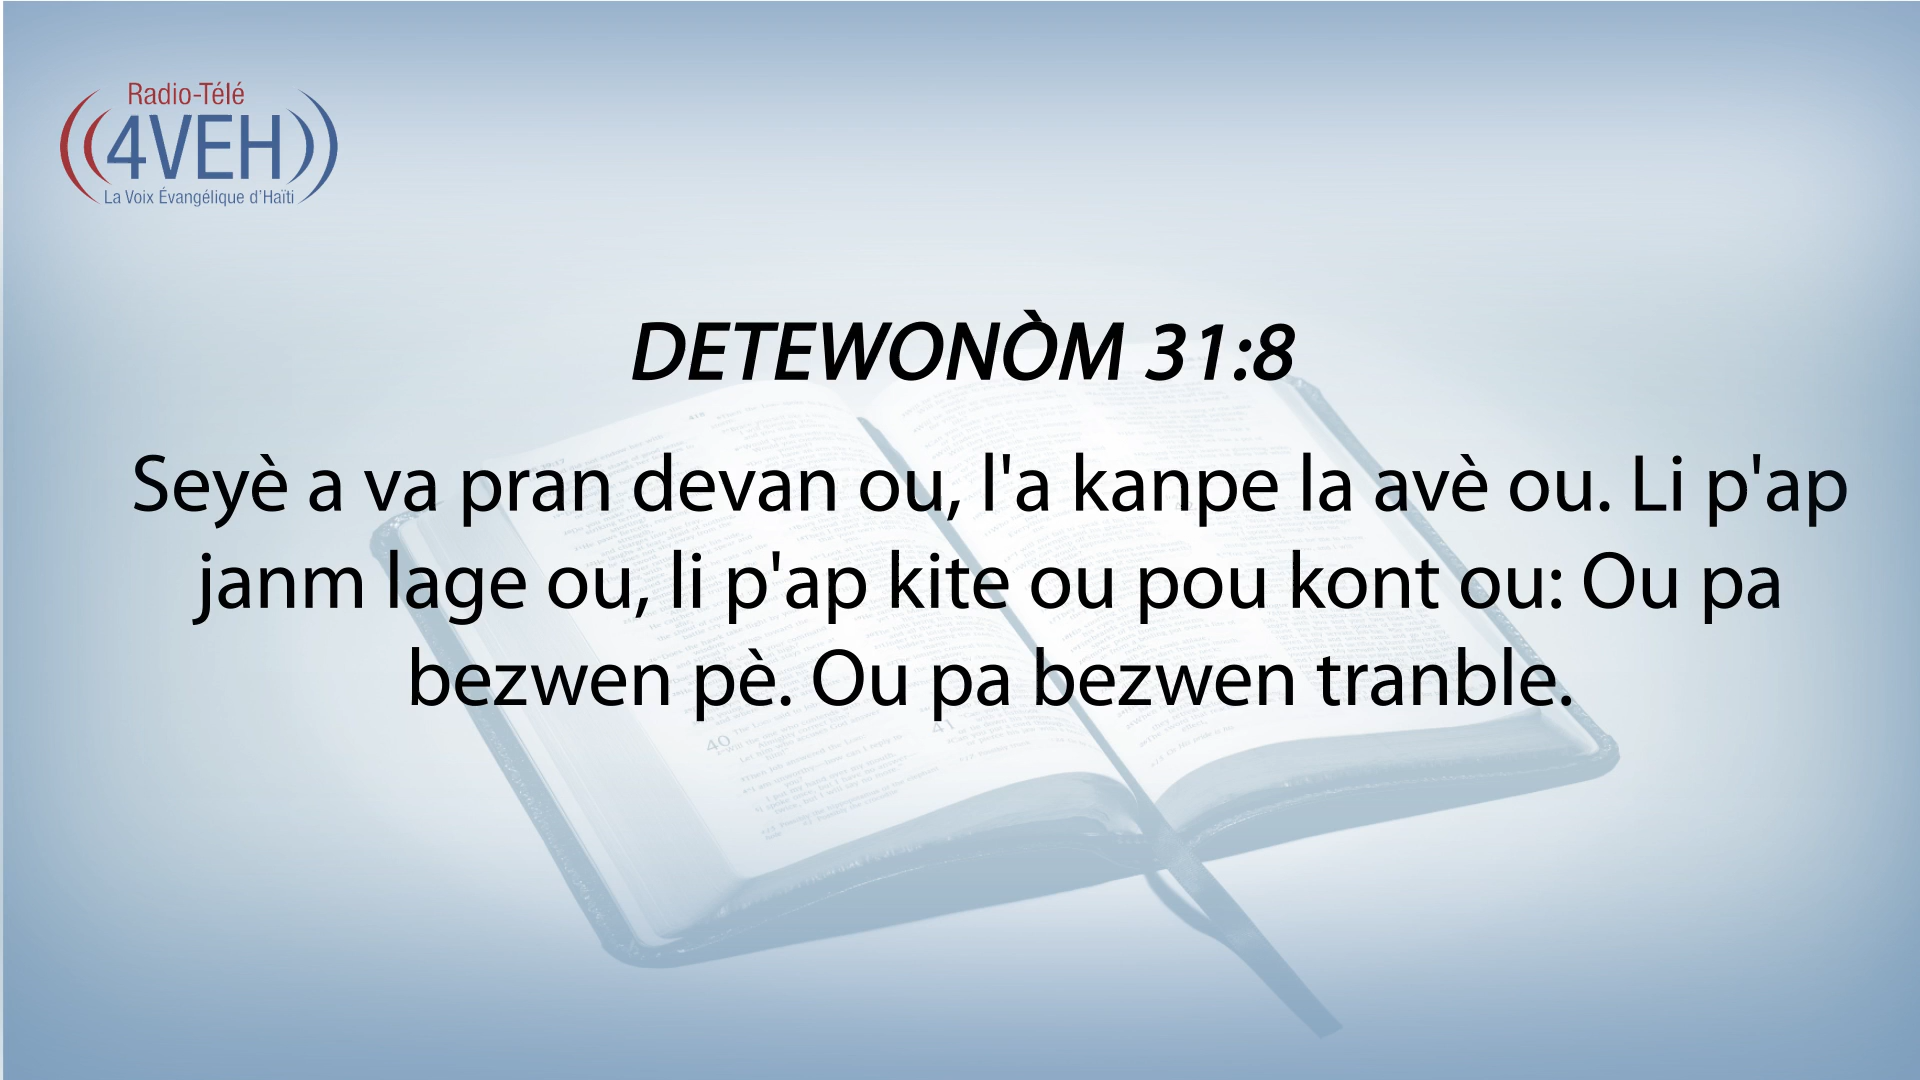 Radio-Télé
4VEH
La Voix Évangélique d'Haïti
DETEWONÒM 31:8
Seyè a va pran devan ou, l'a kanpe la avè ou. Li p'ap
janm lage ou, li p'ap kite ou pou kont ou: Ou pa
bezwen pè. Ou pa bezwen tranble.